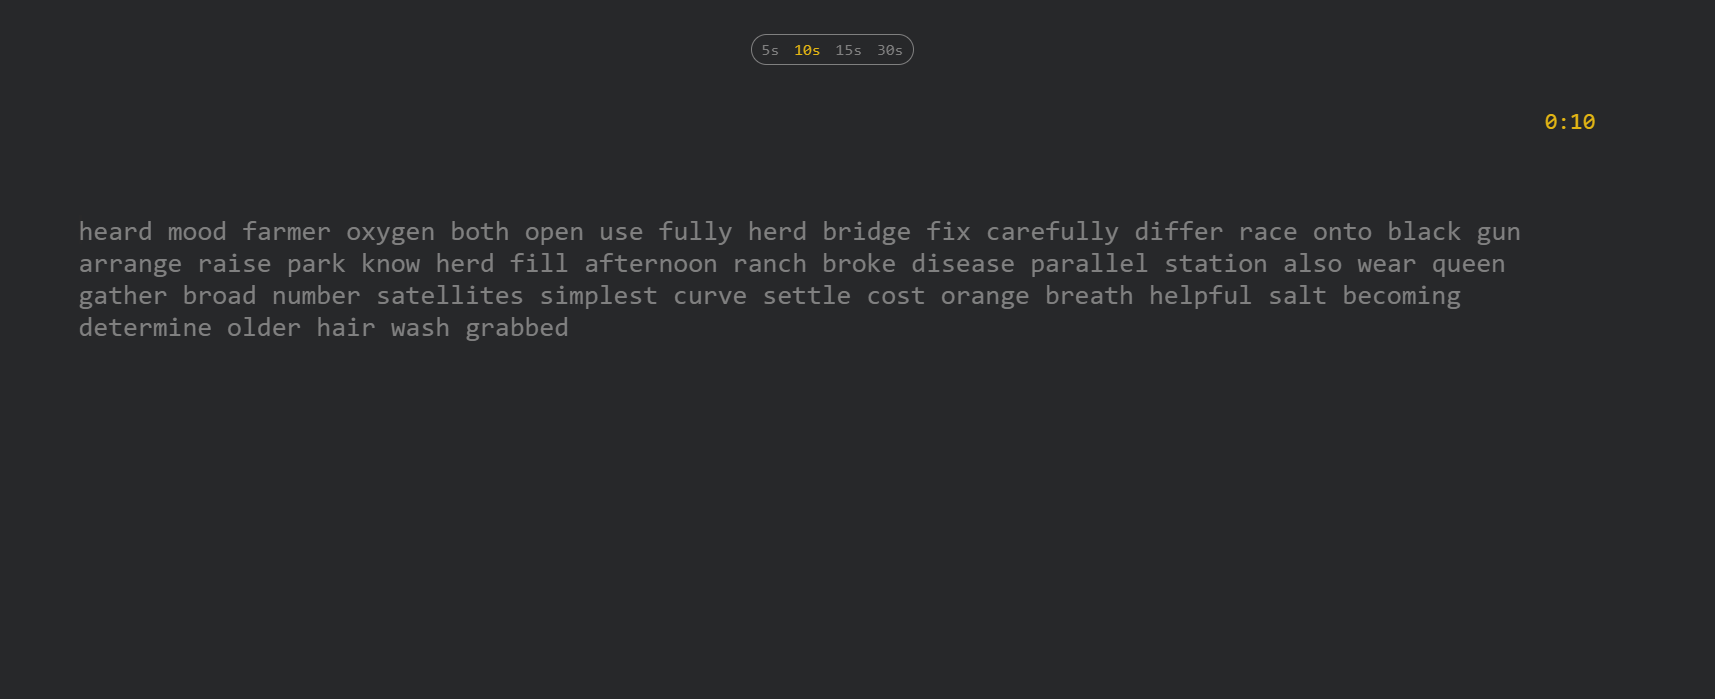 5s 10s 15s 30s
0:10
heard mood farmer oxygen both open use fully herd bridge fix carefully differ race onto black gun
arrange raise park know herd fill afternoon ranch broke disease parallel station also wear queen
gather broad number satellites simplest curve settle cost orange breath helpful salt becoming
determine older hair wash grabbed